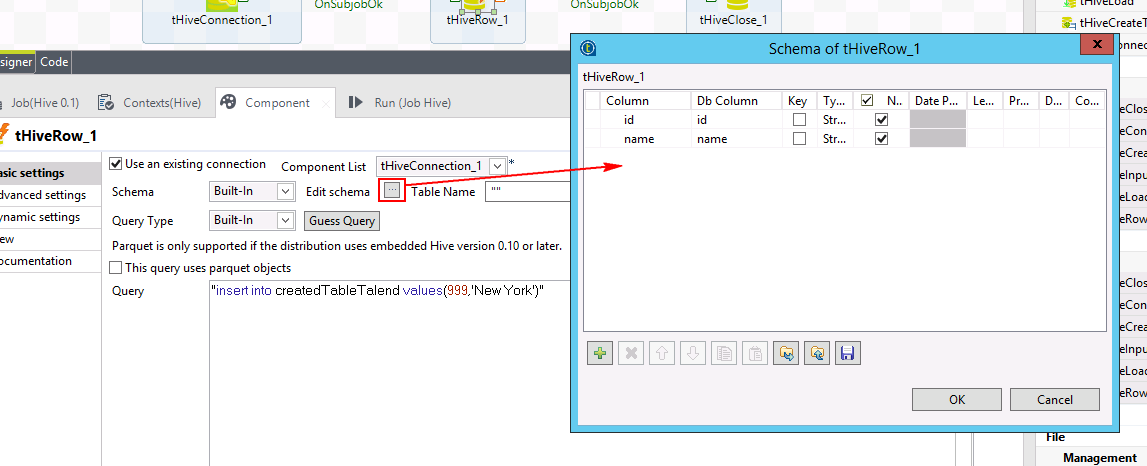 OnSubjobOk
OnSubjobOk
tHiveConnection_1
tHiveRow_1
tHiveClose_1
eHiveLoad
tHiveCreateT
onnec
signer
Code
Job(Hive 0.1)
Contexts(Hive)
Component
Run (Job Hive)
tHiveRow_1
asic settings
dvanced settings
ynamic settings
ew
ocumentation
Use an existing connection
Component List
tHiveConnection_1
*
Schema
Built-In
Edit schema
...
Table Name
""
Query Type
Built-In
Guess Query
Parquet is only supported if the distribution uses embedded Hive version 0.10 or later.
This query uses parquet objects
Query
"insert into createdTableTalend values(999,'New York')"
Schema of tHiveRow_1
X
tHiveRow_1
Column
Db Column
Key
Ty...
N..
Date P...
Le...
Pr...
D...
Co...
id
id
Str...
name
name
Str...
OK
Cancel
eClos
eCon
eCrea
eInpu
eLoad
eRow
eClos
eCon
eCrea
eInpu
eLoad
eRow
File
Management